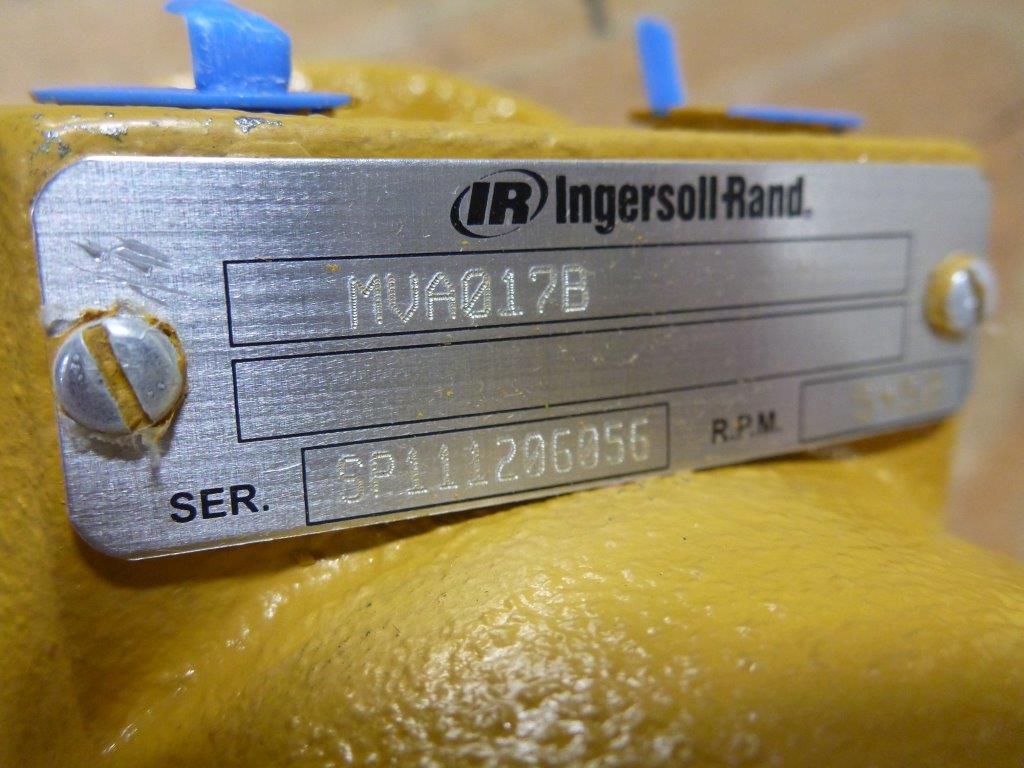 IR Ingersoll-Rand
MVA017B
SER. SP111206056 R.P.M.